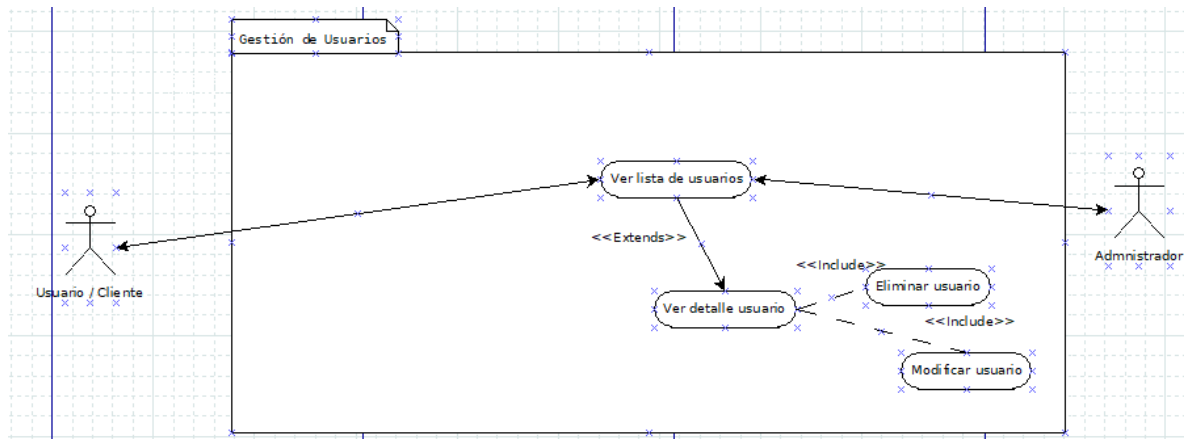 Gestión de Usuarios
Ver lista de usuarios
<<Extends>>
Admnistrador
<<Include>>
Usuario / Cliente
Eliminar usuario
Ver detalle usuario
<<Include>>
Modificar usuario